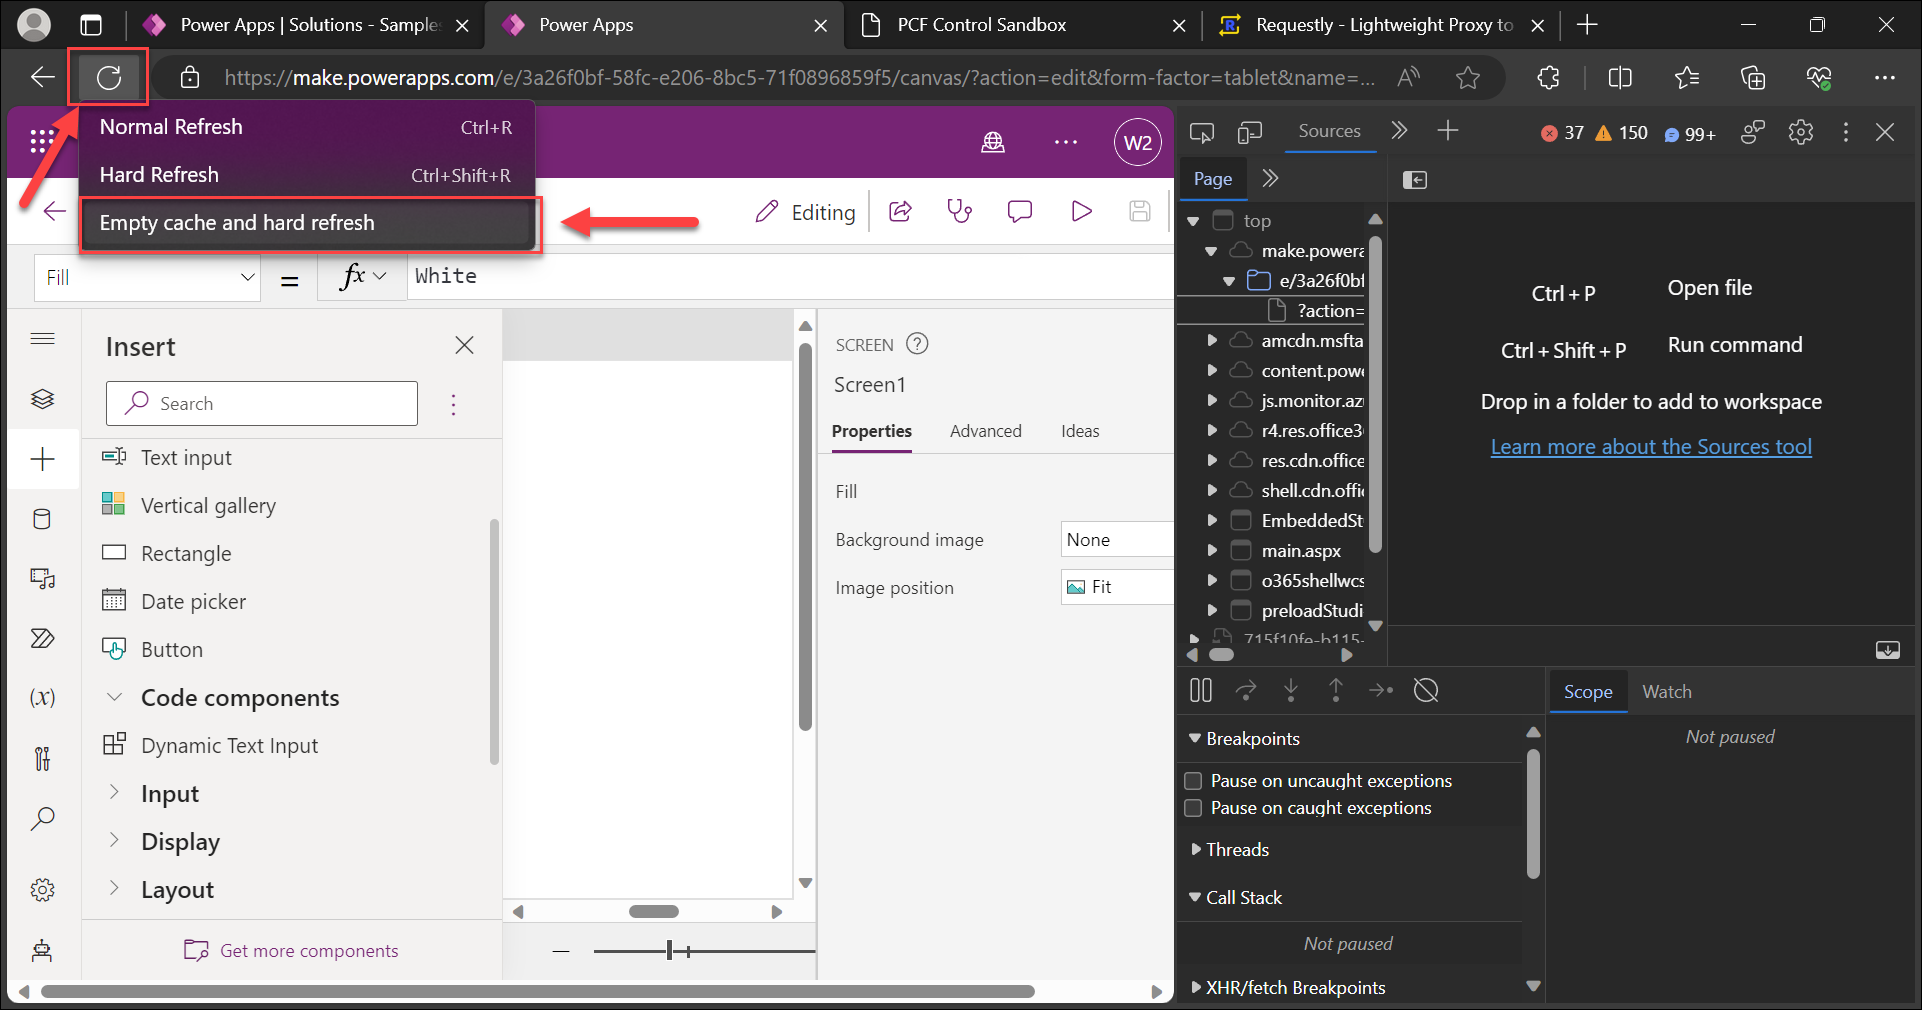 Power Apps | Solutions - Samples
Power Apps
PCF Control Sandbox
Requestly - Lightweight Proxy to
https://make.powerapps.com/e/3a26f0bf-58fc-e206-8bc5-71f0896859f5/canvas/?action=edit&form-factor=tablet&name=...
Normal Refresh Ctrl+R
Hard Refresh Ctrl+Shift+R
Empty cache and hard refresh
W2
Editing
Fill
=
fx
White
Insert
Search
Text input
Vertical gallery
Rectangle
Date picker
Button
Code components
Dynamic Text Input
Input
Display
Layout
Get more components
(x)
SCREEN
Screen1
Properties Advanced Ideas
Fill
Background image None
Image position Fit
Sources
37 150 99+
Page
top
make.powera
e/3a26f0bf
?action=
amcdn.msfta
content.powe
js.monitor.az
r4.res.office3
res.cdn.office
shell.cdn.offi
EmbeddedSt
main.aspx
o365shellwcs
preloadStudi
715f10fe-b115-
Ctrl + P Open file
Ctrl + Shift + P Run command
Drop in a folder to add to workspace
Learn more about the Sources tool
Breakpoints
Pause on uncaught exceptions
Pause on caught exceptions
Threads
Call Stack
Not paused
XHR/fetch Breakpoints
Scope Watch
Not paused